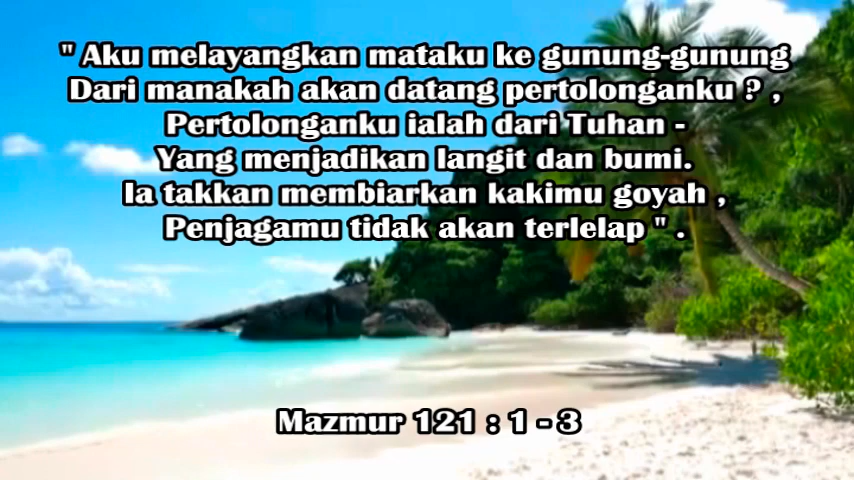 " Aku melayangkan mataku ke gunung-gunung
Dari manakah akan datang pertolonganku ? ,
Pertolonganku ialah dari Tuhan -
Yang menjadikan langit dan bumi.
Ia takkan membiarkan kakimu goyah ,
Penjagamu tidak akan terlelap " .
Mazmur 121 : 1 - 3